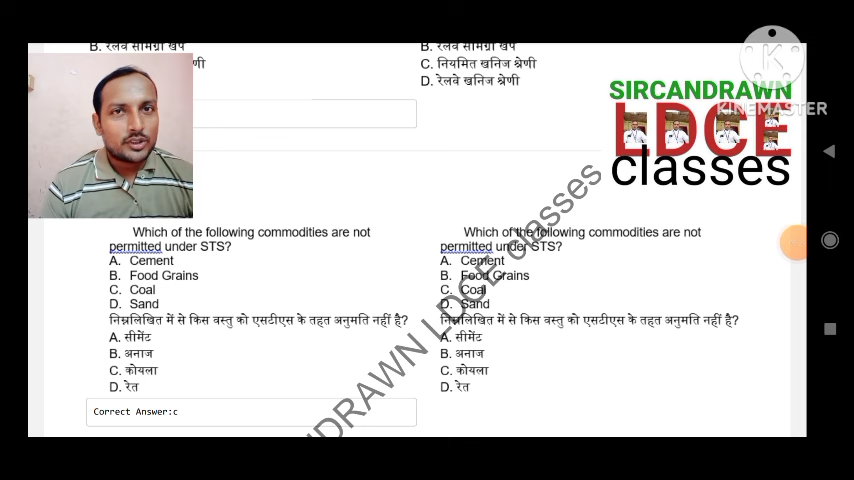 B. रेलवे सामग्री खेप
णी
B. रेलवे सामग्री खेप
C. नियमित खनिज श्रेणी
D. रेलवे खनिज श्रेणी
SIRCANDRAWN
LDCE
classes
K
KINEMASTER
Which of the following commodities are not
permitted under STS?
A. Cement
B. Food Grains
C. Coal
D. Sand
निम्नलिखित में से किस वस्तु को एसटीएस के तहत अनुमति नहीं है?
A. सीमेंट
B. अनाज
C. कोयला
D. रेत
Correct Answer:c
Which of the following commodities are not
permitted under STS?
A. Cement
B. Food Grains
C. Coal
D. Sand
निम्नलिखित में से किस वस्तु को एसटीएस के तहत अनुमति नहीं है?
A. सीमेंट
B. अनाज
C. कोयला
D. रेत
NDRAWN LDCE classes